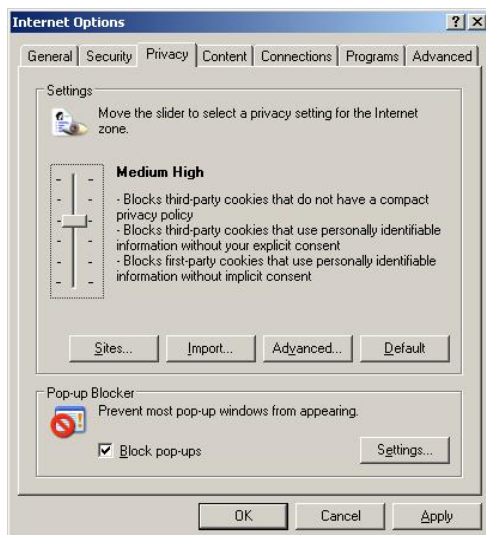 Internet Options
General Security Privacy Content Connections Programs Advanced
Settings
Move the slider to select a privacy setting for the Internet
zone.
Medium High
- Blocks third-party cookies that do not have a compact
privacy policy
- Blocks third-party cookies that use personally identifiable
information without your explicit consent
- Blocks first-party cookies that use personally identifiable
information without implicit consent
Sites... Import... Advanced... Default
Pop-up Blocker
Prevent most pop-up windows from appearing.
Block pop-ups Settings...
OK Cancel Apply